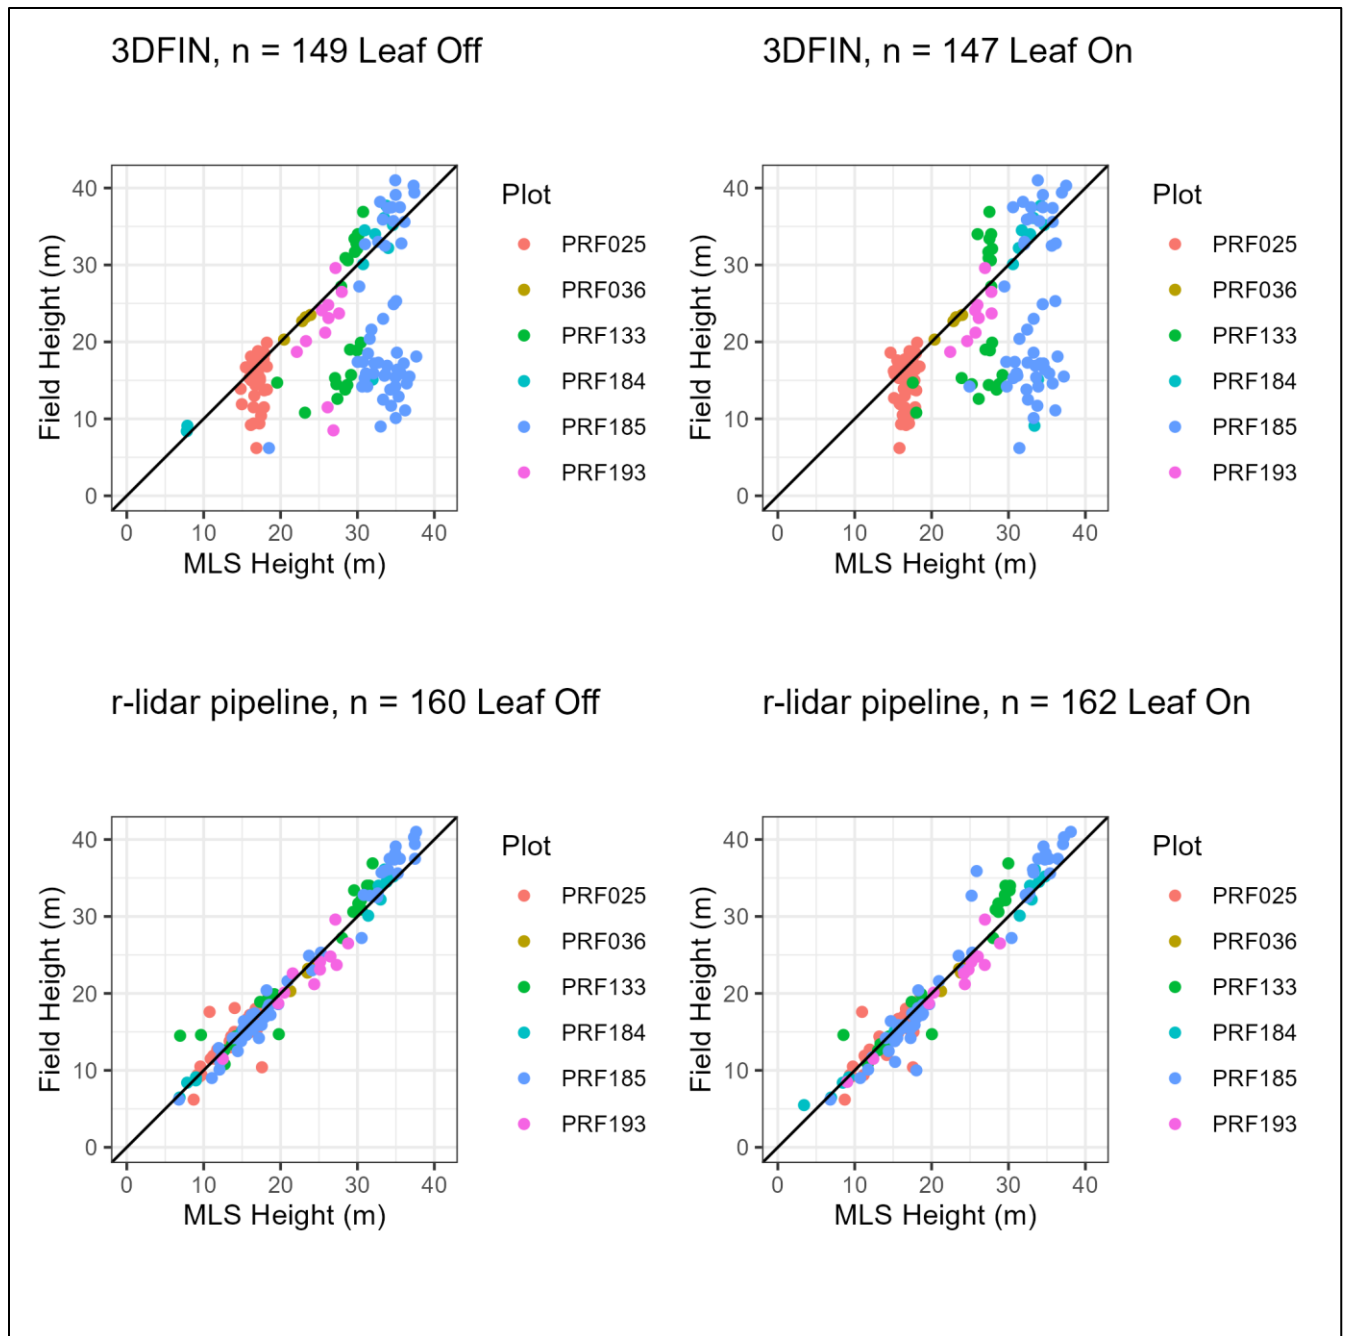 3DFIN, n = 149 Leaf Off
Field Height (m)
40
30
20
10
0
0 10 20 30 40
MLS Height (m)
Plot
PRF025
PRF036
PRF133
PRF184
PRF185
PRF193
3DFIN, n = 147 Leaf On
Field Height (m)
40
30
20
10
0
0 10 20 30 40
MLS Height (m)
Plot
PRF025
PRF036
PRF133
PRF184
PRF185
PRF193
r-lidar pipeline, n = 160 Leaf Off
Field Height (m)
40
30
20
10
0
0 10 20 30 40
MLS Height (m)
Plot
PRF025
PRF036
PRF133
PRF184
PRF185
PRF193
r-lidar pipeline, n = 162 Leaf On
Field Height (m)
40
30
20
10
0
0 10 20 30 40
MLS Height (m)
Plot
PRF025
PRF036
PRF133
PRF184
PRF185
PRF193